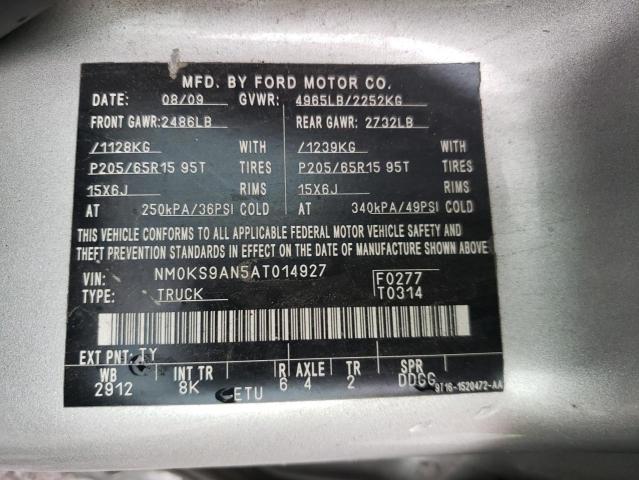 MFD. BY FORD MOTOR CO.
DATE: 08/09 GVWR: 4965LB/2252KG
FRONT GAWR:2486LB REAR GAWR: 2732LB
/1128KG WITH /1239KG WITH
P205/65R15 95T TIRES P205/65R15 95T TIRES
15X6J RIMS 15X6J RIMS
AT 250kPA/36PSI COLD AT 340kPA/49PSI COLD
THIS VEHICLE CONFORMS TO ALL APPLICABLE FEDERAL MOTOR VEHICLE SAFETY AND
THEFT PREVENTION STANDARDS IN EFFECT ON THE DATE OF MANUFACTURE SHOWN ABOVE.
VIN: NM0KS9AN5AT014927 F0277
TYPE: TRUCK T0314
EXT PNT: TY
WB INT TR R AXLE TR SPR
2912 8K 6 4 2 DDGG
ETU 9T16-1520472-AA